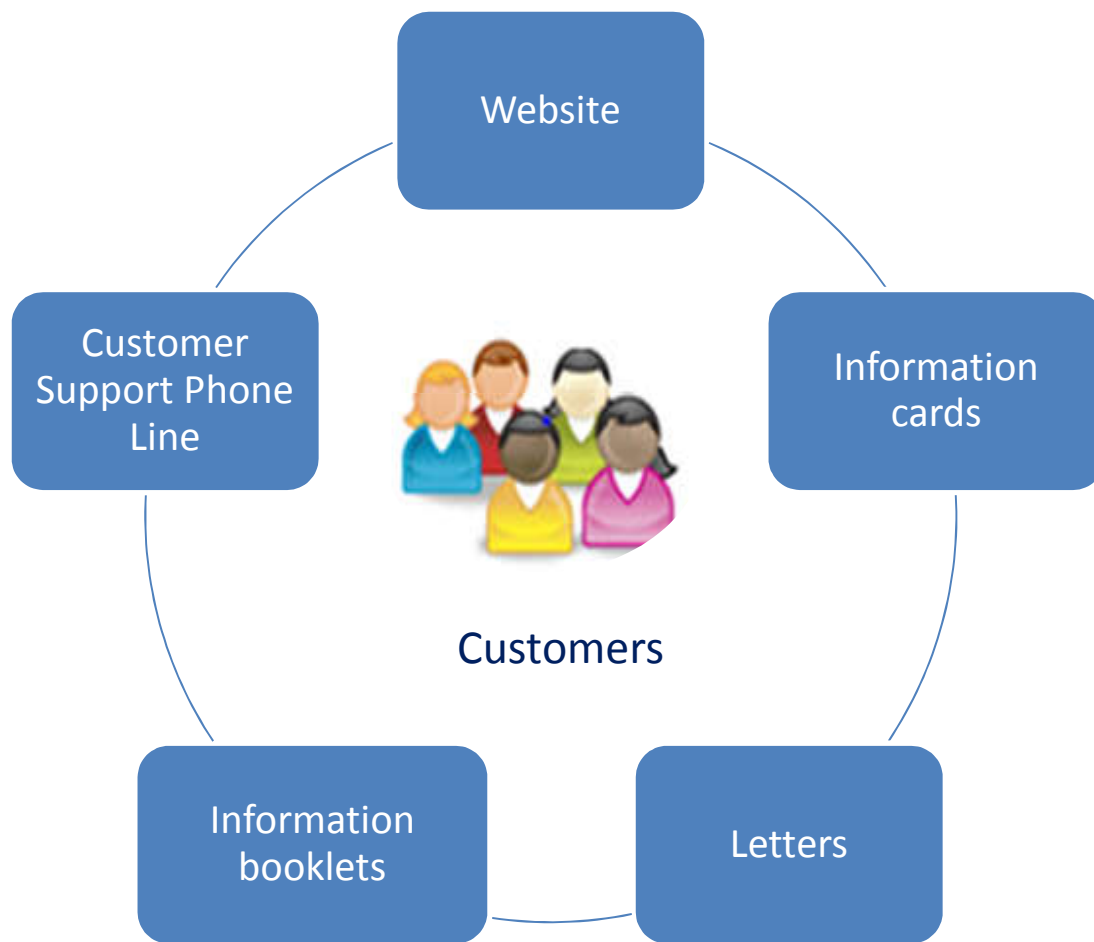 Website
Customer
Support Phone
Line
Information
cards
Customers
Information
booklets
Letters